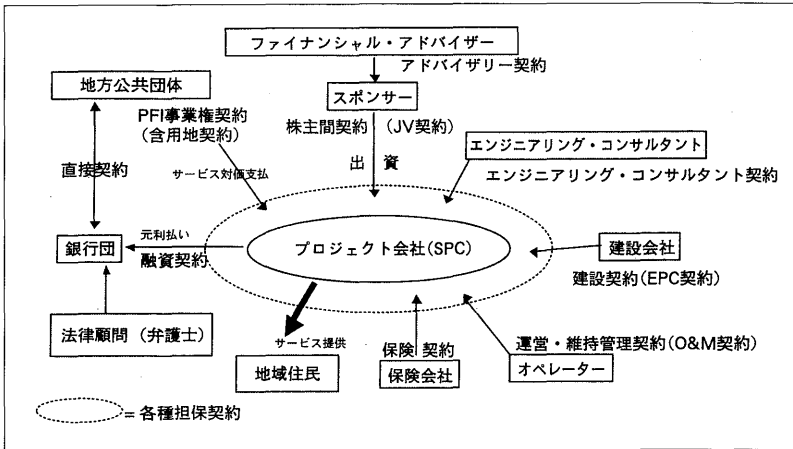 ファイナンシャル・アドバイザー
アドバイザリー契約
地方公共団体
スポンサー
PFI事業権契約
(含用地契約)
株主間契約 (JV契約)
エンジニアリング・コンサルタント
直接契約
サービス対価支払
出 資
エンジニアリング・コンサルタント契約
元利払い
銀行団
融資契約
プロジェクト会社(SPC)
建設会社
建設契約(EPC契約)
法律顧問 (弁護士)
サービス提供
地域住民
保険 契約
保険会社
運営・維持管理契約(O&M契約)
オペレーター
= 各種担保契約